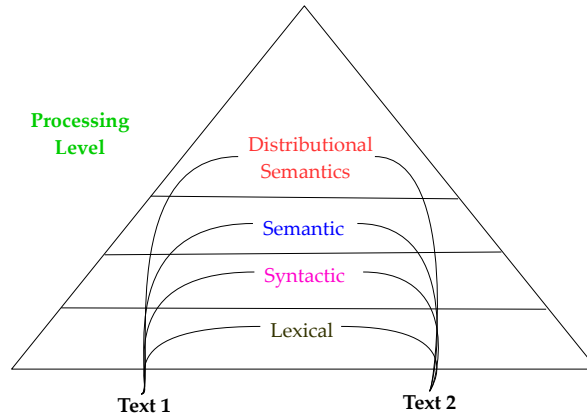 Processing
Level
Distributional
Semantics
Semantic
Syntactic
Lexical
Text 1
Text 2